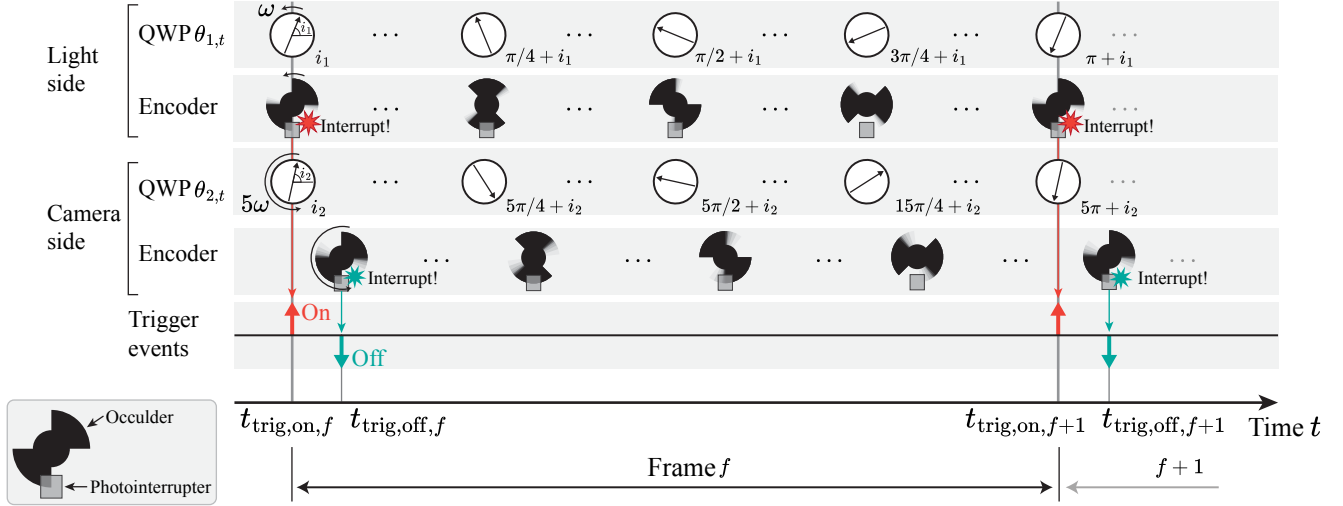 ω
Light side
QWP θ₁,t
i₁
i₁
···
π/4 + i₁
···
π/2 + i₁
···
3π/4 + i₁
···
π + i₁
···
Encoder
Interrupt!
···
···
···
···
Interrupt!
···
Camera side
QWP θ₂,t
5ω
i₂
i₂
···
5π/4 + i₂
···
5π/2 + i₂
···
15π/4 + i₂
···
5π + i₂
···
Encoder
Interrupt!
···
···
···
···
Interrupt!
···
Trigger events
On
Off
Occulder
Photointerrupter
t_trig,on,f
t_trig,off,f
t_trig,on,f+1
t_trig,off,f+1
Time t
Frame f
f + 1